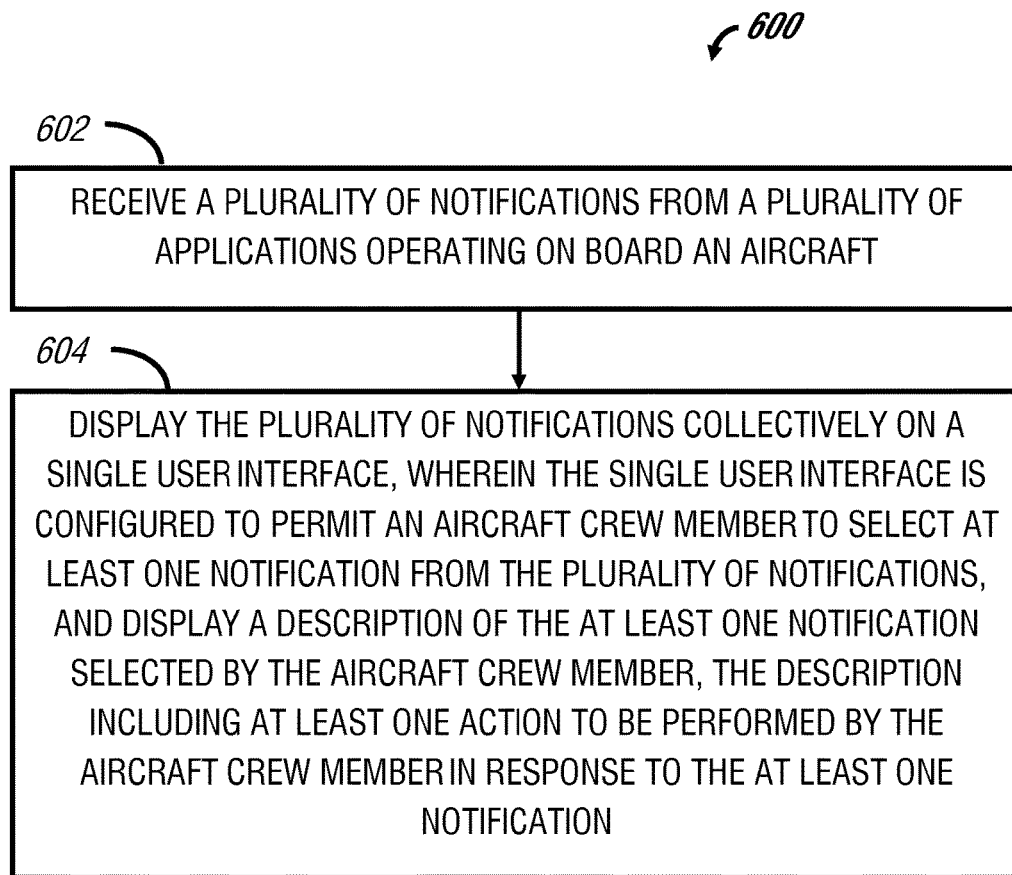 600
602
RECEIVE A PLURALITY OF NOTIFICATIONS FROM A PLURALITY OF
APPLICATIONS OPERATING ON BOARD AN AIRCRAFT
604
DISPLAY THE PLURALITY OF NOTIFICATIONS COLLECTIVELY ON A
SINGLE USER INTERFACE, WHEREIN THE SINGLE USER INTERFACE IS
CONFIGURED TO PERMIT AN AIRCRAFT CREW MEMBER TO SELECT AT
LEAST ONE NOTIFICATION FROM THE PLURALITY OF NOTIFICATIONS,
AND DISPLAY A DESCRIPTION OF THE AT LEAST ONE NOTIFICATION
SELECTED BY THE AIRCRAFT CREW MEMBER, THE DESCRIPTION
INCLUDING AT LEAST ONE ACTION TO BE PERFORMED BY THE
AIRCRAFT CREW MEMBER IN RESPONSE TO THE AT LEAST ONE
NOTIFICATION